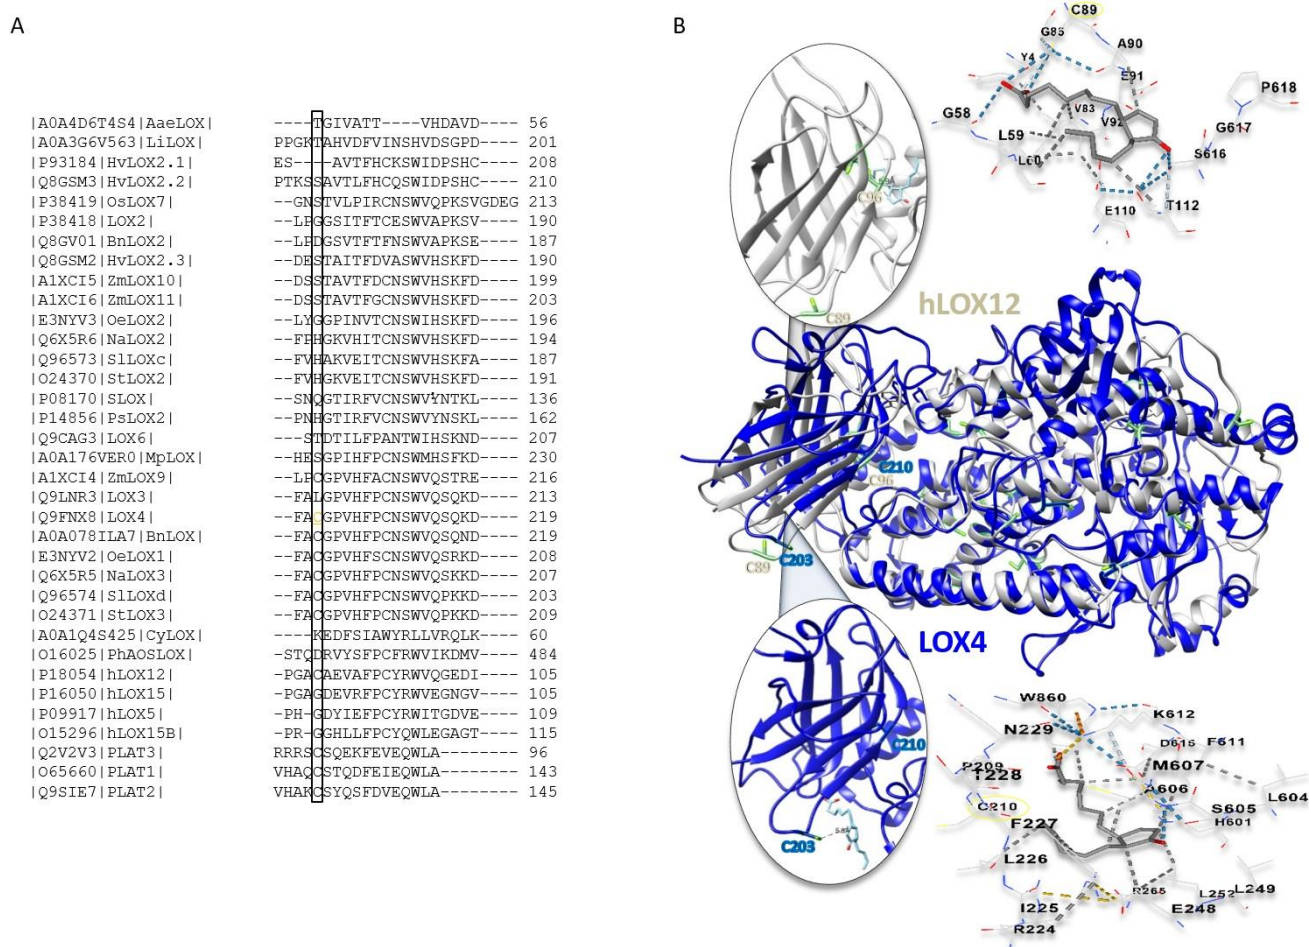 A
|A0A4D6T4S4|AaeLOX| ----TGIVATT-----VHDAVD---- 56
|A0A3G6V563|LiLOX| PPGKTAHVDFVINSHVDSGPD---- 201
|P93184|HvLOX2.1| ES----AVTFHCKSWIDPSHC---- 208
|Q8GSM3|HvLOX2.2| PTKSSAVTLFHCQSWIDPSHC---- 210
|P38419|OsLOX7| --GNSTVLPIRCNSWVQPKSVGDEG 213
|P38418|LOX2| --LPGGSITFTCESWVAPKSV---- 190
|Q8GV01|BnLOX2| --LPDGSVTFTFNSWVAPKSE---- 187
|Q8GSM2|HvLOX2.3| --DESTAITFDVASWVHSKFD---- 190
|A1XCI5|ZmLOX10| --DSSTAVTFTCHSWVHSKFD---- 199
|A1XCI6|ZmLOX11| --DSSTAVTFGCNSWVHSKFD---- 203
|E3NYV3|OeLOX2| --LYGGPINVTCNSWIHSKFD---- 196
|Q6X5R6|NaLOX2| --FPHGKVHITCNSWVHSKFD---- 194
|Q96573|SlLOXc| --FVHAKVEITCNSWVHSKFA---- 187
|O24370|StLOX2| --FVHGKVEITCNSWVHSKFD---- 191
|P08170|SLOX| --SNQGTIRFVCNSWVYNTKL---- 136
|P14856|PsLOX2| --PNHGTIRFVCNSWVYNSKL---- 162
|Q9CAG3|LOX6| ---STDTILFPANTWIHSKND---- 207
|A0A176VER0|MpLOX| --HESGPIHFPCNSWMHSFKD---- 230
|A1XCI4|ZmLOX9| --LPCGPVHFACNSWVQSTRE---- 216
|Q9LNR3|LOX3| --FALGPVHFPCNSWVQSQKD---- 213
|Q9FNX8|LOX4| --FACGPVHFPCNSWVQSQKD---- 219
|A0A078ILA7|BnLOX| --FACGPVHFSCNSWVQSQND---- 219
|E3NYV2|OeLOX1| --FACGPVHFSCNSWVQSRKD---- 208
|Q6X5R5|NaLOX3| --FACGPVHFPCNSWVQSKKD---- 207
|Q96574|SlLOXd| --FACGPVHFPCNSWVQPKKD---- 203
|O24371|StLOX3| --FACGPVHFPCNSWVQPKKD---- 209
|A0A1Q4S425|CyLOX| ----KEDFSIAWYRLLVRQLK---- 60
|O16025|PhAOSLOX| -STQDRVYSFPCFRWVIKDMV---- 484
|P18054|hLOX12| -PGACAEVAFPCYRWVQGEDI---- 105
|P16050|hLOX15| -PGAGDEVRFPCYRWVEGNGV---- 105
|P09917|hLOX5| -PH-GDYIEFPCYRWITGDVE---- 109
|O15296|hLOX15B| -PR-GGHLLFPCYQWLEGAGT---- 115
|Q2V2V3|PLAT3| RRRSCSQEKFEVEQWLA---- 96
|O65660|PLAT1| VHAQCSTQDFEIEQWLA---- 143
|Q9SIE7|PLAT2| VHAKCSYQSFDVEQWLA---- 145
B
C89
G85
A90
Y4
E91
P618
G58
V83
V92
G617
L59
L60
S616
E110
T112
C96
C89
hLOX12
C210
C96
C89
C203
LOX4
C210
C203
W860
K612
N229
D615
F611
P209
T228
M607
A606
L604
C210
S605
H601
F227
L226
R265
L252
L249
I225
E248
R224